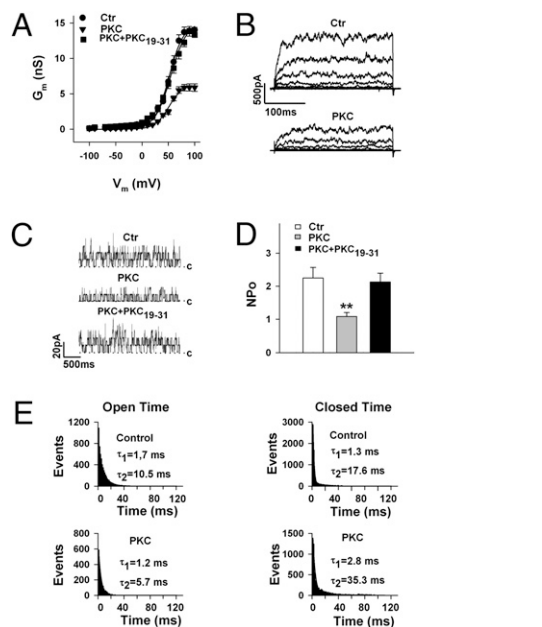 A
Ctr
PKC
PKC+PKC19-31
15
10
5
0
Gm (nS)
-100 -50 0 50 100
Vm (mV)
B
Ctr
500pA
100ms
PKC
C
Ctr
c
PKC
c
PKC+PKC19-31
c
20pA
500ms
D
Ctr
PKC
PKC+PKC19-31
3
2
1
0
NPo
**
E
Open Time
1200
800
400
0
Events
Control
τ1=1,7 ms
τ2=10.5 ms
0 40 80 120
Time (ms)
Closed Time
3000
2000
1000
0
Events
Control
τ1=1.3 ms
τ2=17.6 ms
0 40 80 120
Time (ms)
800
600
400
200
0
Events
PKC
τ1=1.2 ms
τ2=5.7 ms
0 40 80 120
Time (ms)
1500
1000
500
0
Events
PKC
τ1=2.8 ms
τ2=35.3 ms
0 40 80 120
Time (ms)